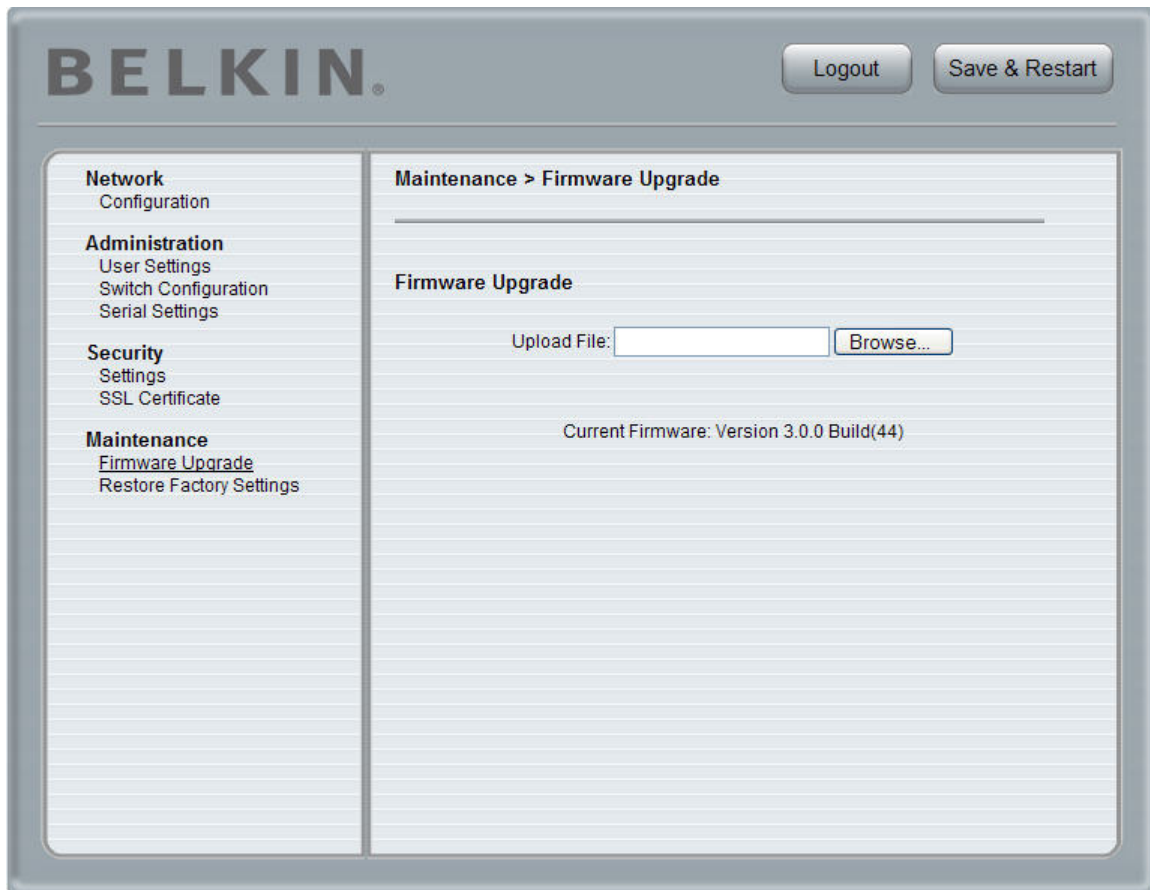 BELKIN®
Logout
Save & Restart
Network
Configuration
Administration
User Settings
Switch Configuration
Serial Settings
Security
Settings
SSL Certificate
Maintenance
Firmware Upgrade
Restore Factory Settings
Maintenance > Firmware Upgrade
Firmware Upgrade
Upload File:
Browse...
Current Firmware: Version 3.0.0 Build(44)